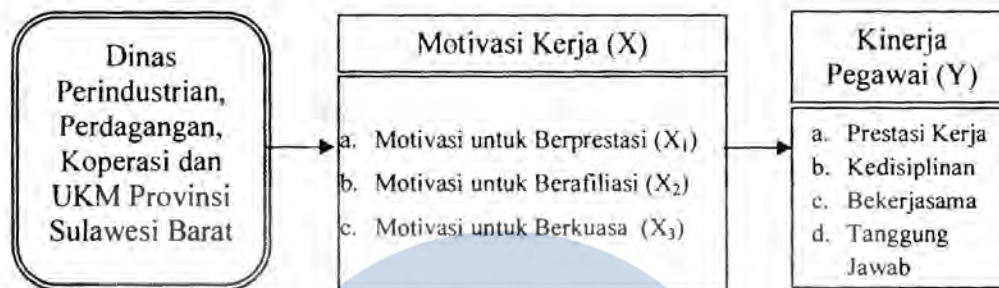 Dinas
Perindustrian,
Perdagangan,
Koperasi dan
UKM Provinsi
Sulawesi Barat
Motivasi Kerja (X)
a. Motivasi untuk Berprestasi (X₁)
b. Motivasi untuk Berafiliasi (X₂)
c. Motivasi untuk Berkuasa (X₃)
Kinerja
Pegawai (Y)
a. Prestasi Kerja
b. Kedisiplinan
c. Bekerjasama
d. Tanggung
Jawab